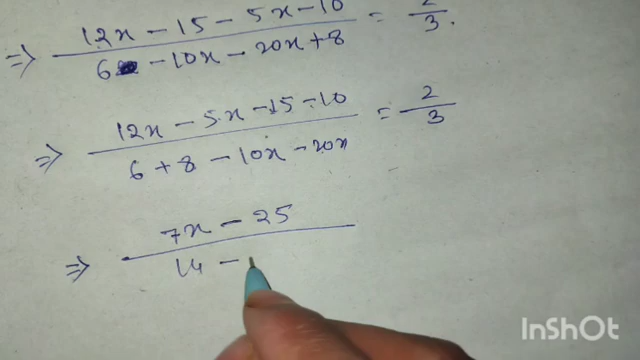 ⇒ 12x - 15 - 5x - 10 / 6 - 10x - 20x + 8 = 2/3.
⇒ 12x - 5x - 15 - 10 / 6 + 8 - 10x - 20x = 2/3
⇒ 7x - 25 / 14 -
InShOt